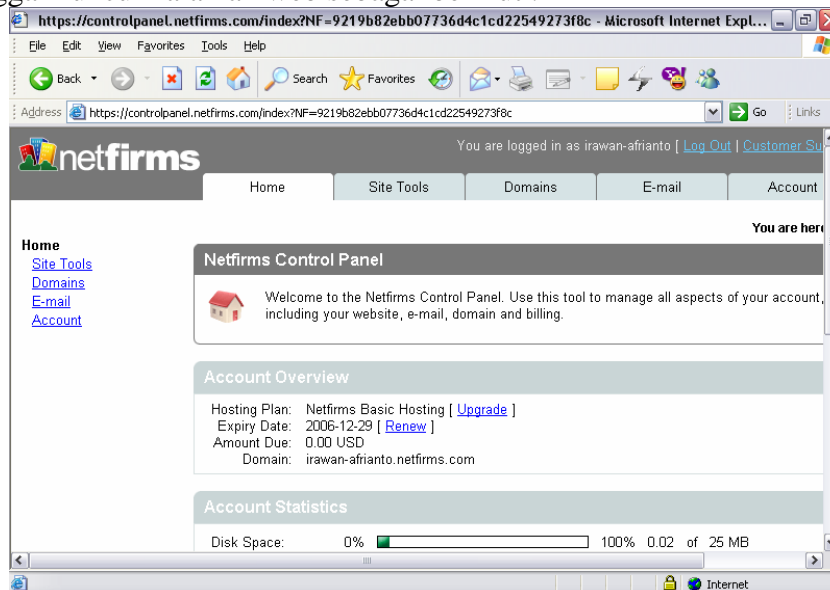 https://controlpanel.netfirms.com/index?NF=9219b82ebb07736d4c1cd22549273f8c - Microsoft Internet Expl...
File Edit View Favorites Tools Help
Back Search Favorites
Address https://controlpanel.netfirms.com/index?NF=9219b82ebb07736d4c1cd22549273f8c Go Links
netfirms
You are logged in as irawan-afrianto [ Log Out | Customer Su
Home Site Tools Domains E-mail Account
You are here
Home
Site Tools
Domains
E-mail
Account
Netfirms Control Panel
Welcome to the Netfirms Control Panel. Use this tool to manage all aspects of your account,
including your website, e-mail, domain and billing.
Account Overview
Hosting Plan: Netfirms Basic Hosting [ Upgrade ]
Expiry Date: 2006-12-29 [ Renew ]
Amount Due: 0.00 USD
Domain: irawan-afrianto.netfirms.com
Account Statistics
Disk Space: 0% 100% 0.02 of 25 MB
Internet